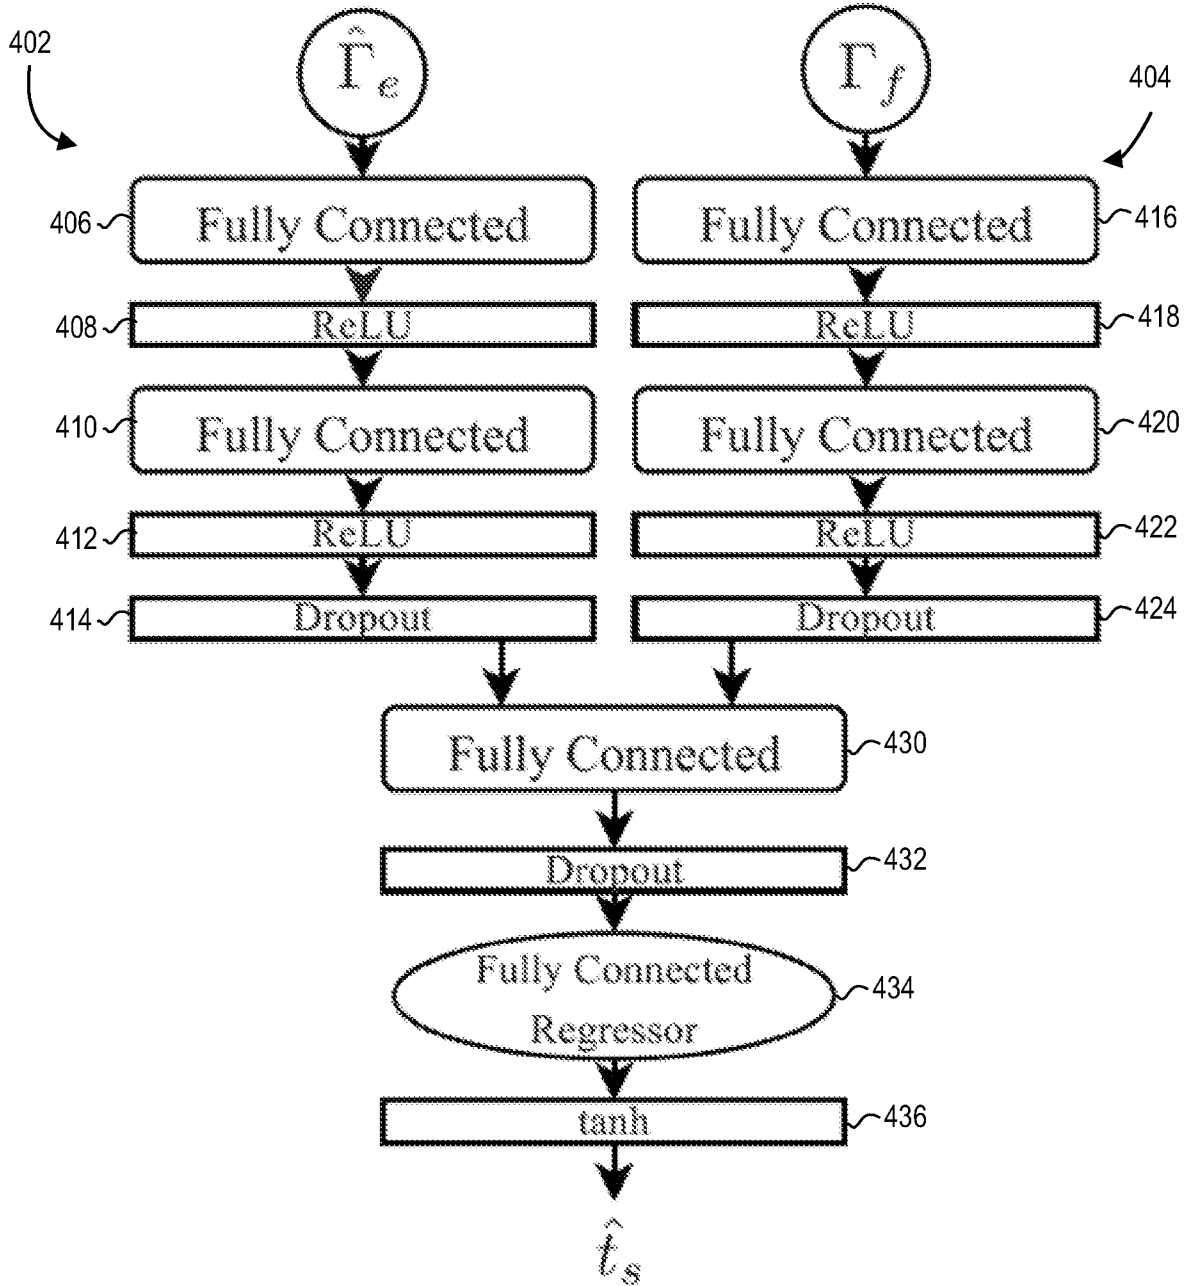 402
Γ̂e
Γf
404
406
Fully Connected
Fully Connected
416
408
ReLU
ReLU
418
410
Fully Connected
Fully Connected
420
412
ReLU
ReLU
422
414
Dropout
Dropout
424
Fully Connected
430
Dropout
432
Fully Connected
Regressor
434
tanh
436
t̂s